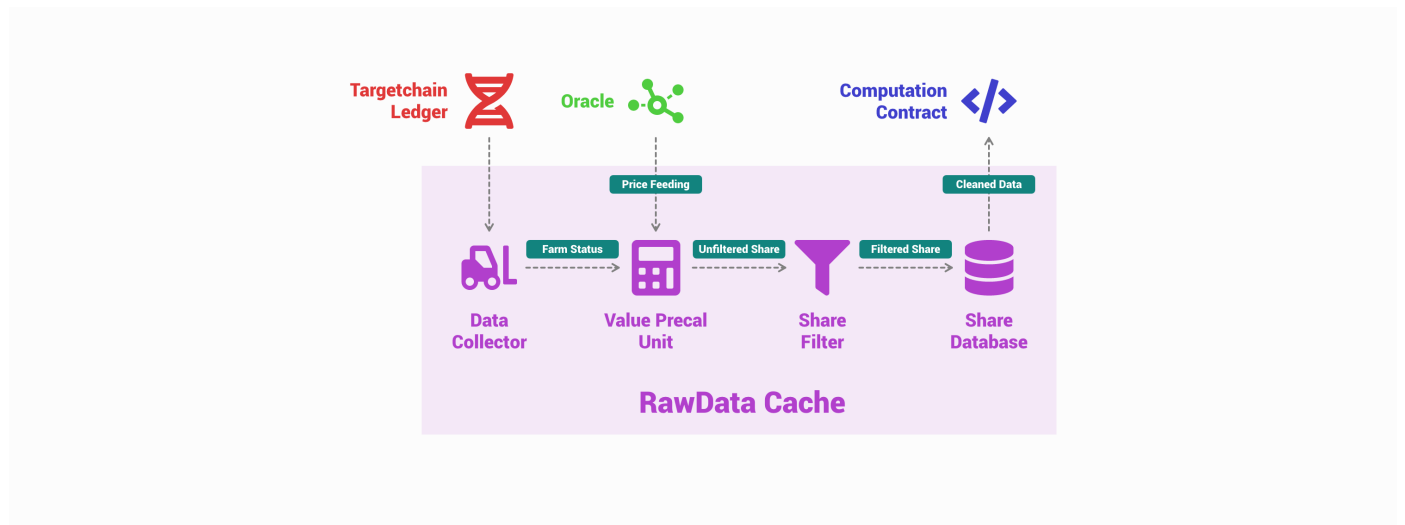 Targetchain
Ledger
Oracle
Computation
Contract
Price Feeding
Cleaned Data
Farm Status
Unfiltered Share
Filtered Share
Data
Collector
Value Precal
Unit
Share
Filter
Share
Database
RawData Cache